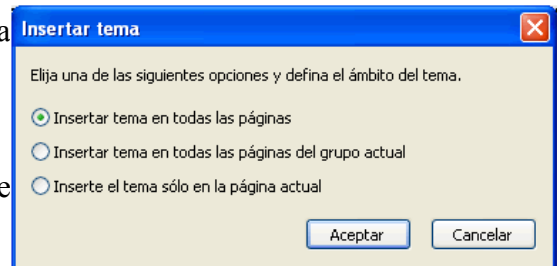 a
Insertar tema
Elija una de las siguientes opciones y defina el ámbito del tema.
Insertar tema en todas las páginas
Insertar tema en todas las páginas del grupo actual
e
Inserte el tema sólo en la página actual
Aceptar Cancelar